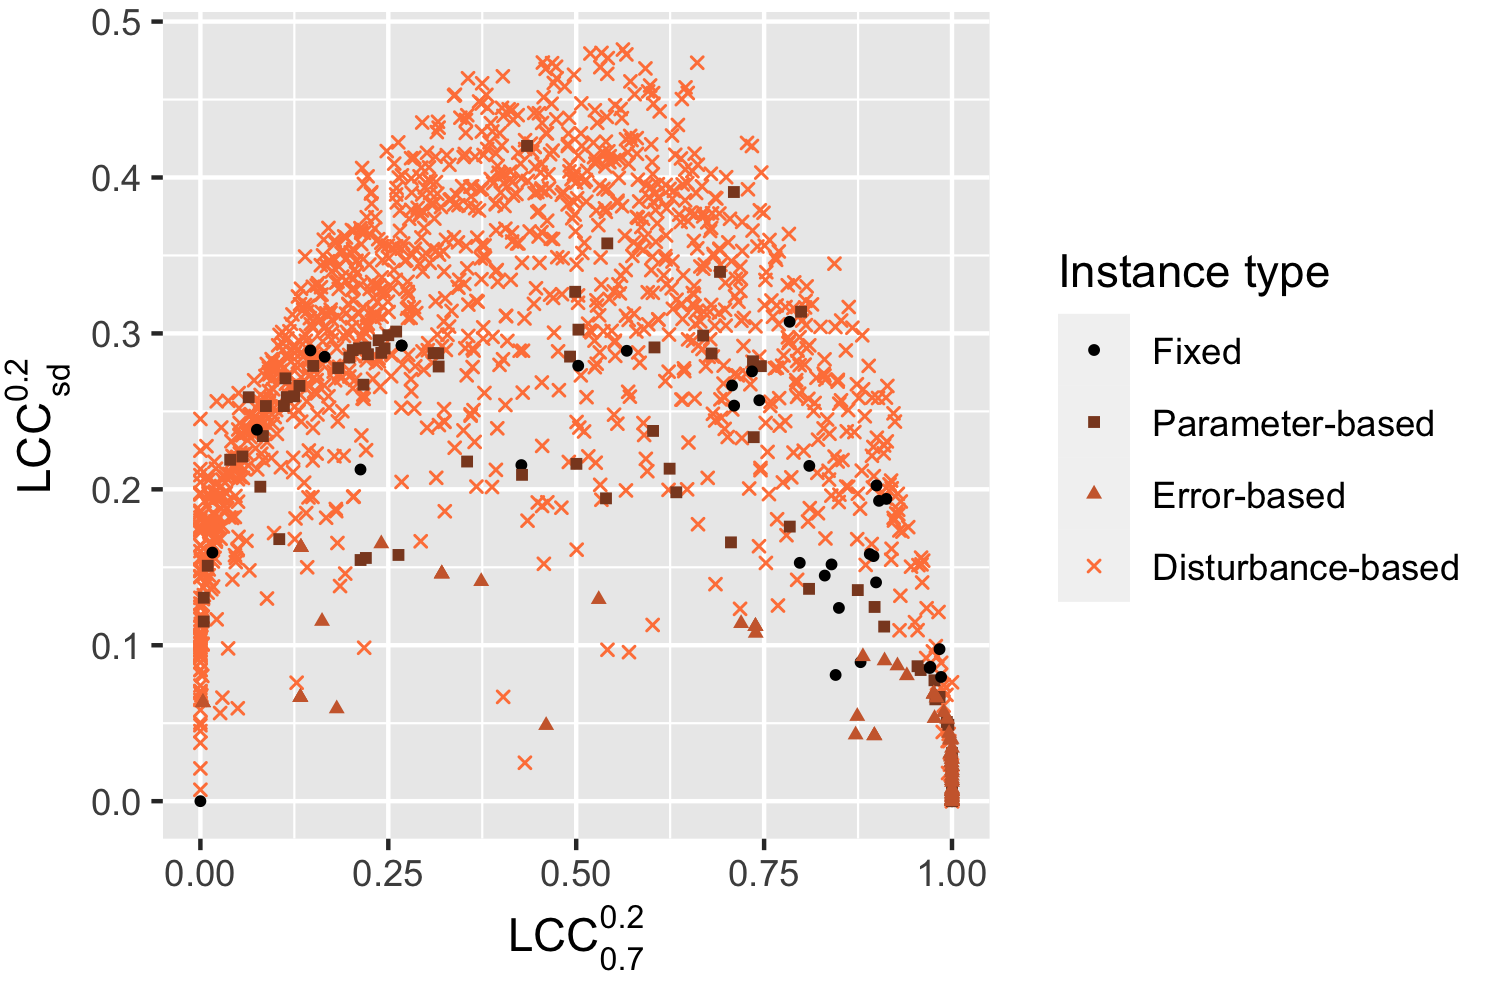 0.5
0.4
0.3
0.2
0.1
0.0
LCC^0.2_sd
0.00 0.25 0.50 0.75 1.00
LCC^0.2_0.7
Instance type
Fixed
Parameter-based
Error-based
Disturbance-based